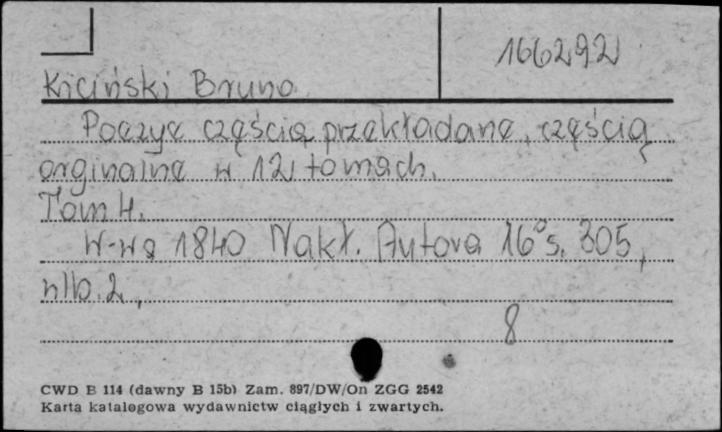 166292
Kiciński Bruno
Poezye częścią przekładane, częścią
orginalne w 12 tomach.
Tom 4.
W-wa 1840 Nakł. Autora 16° s. 305,
nlb. 2,
8
CWD B 114 (dawny B 15b) Zam. 897/DW/On ZGG 2542
Karta katalogowa wydawnictw ciągłych i zwartych.